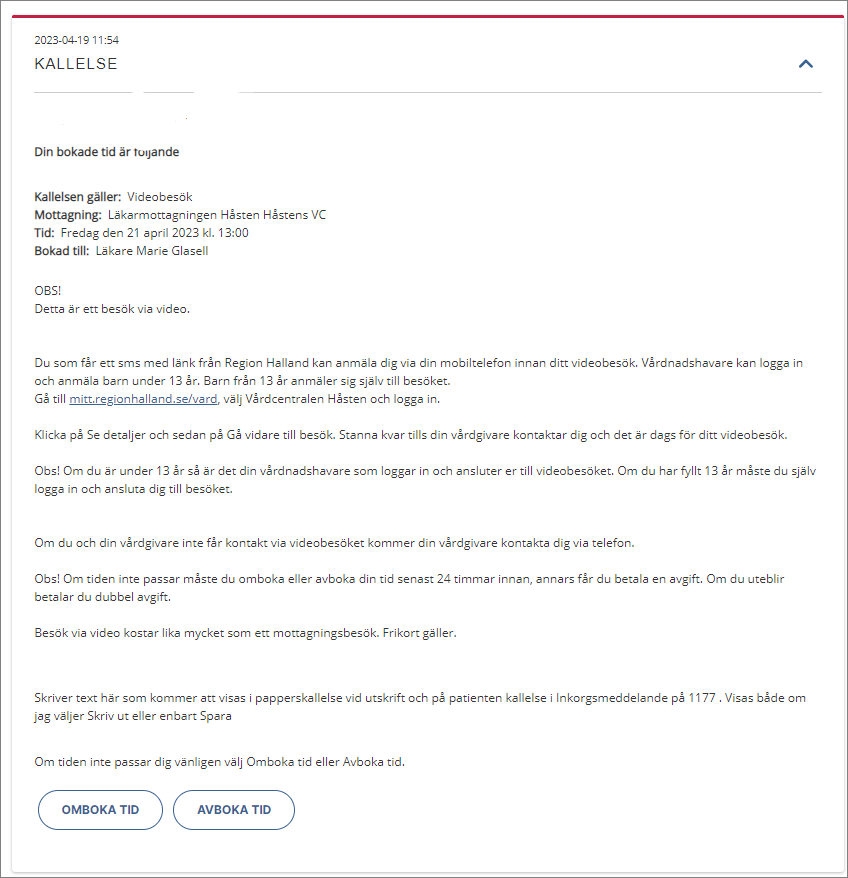 2023-04-19 11:54
KALLELSE
Din bokade tid är följande
Kallelsen gäller: Videobesök
Mottagning: Läkarmottagningen Håsten Håstens VC
Tid: Fredag den 21 april 2023 kl. 13:00
Bokad till: Läkare Marie Glasell
OBS!
Detta är ett besök via video.
Du som får ett sms med länk från Region Halland kan anmäla dig via din mobiltelefon innan ditt videobesök. Vårdnadshavare kan logga in
och anmäla barn under 13 år. Barn från 13 år anmäler sig själv till besöket.
Gå till mitt.regionhalland.se/vard, välj Vårdcentralen Håsten och logga in.
Klicka på Se detaljer och sedan på Gå vidare till besök. Stanna kvar tills din vårdgivare kontaktar dig och det är dags för ditt videobesök.
Obs! Om du är under 13 år så är det din vårdnadshavare som loggar in och ansluter er till videobesöket. Om du har fyllt 13 år måste du själv
logga in och ansluta dig till besöket.
Om du och din vårdgivare inte får kontakt via videobesöket kommer din vårdgivare kontakta dig via telefon.
Obs! Om tiden inte passar måste du omboka eller avboka din tid senast 24 timmar innan, annars får du betala en avgift. Om du uteblir
betalar du dubbel avgift.
Besök via video kostar lika mycket som ett mottagningsbesök. Frikort gäller.
Skriver text här som kommer att visas i papperskallelse vid utskrift och på patienten kallelse i Inkorgsmeddelande på 1177 . Visas både om
jag väljer Skriv ut eller enbart Spara
Om tiden inte passar dig vänligen välj Omboka tid eller Avboka tid.
OMBOKA TID
AVBOKA TID